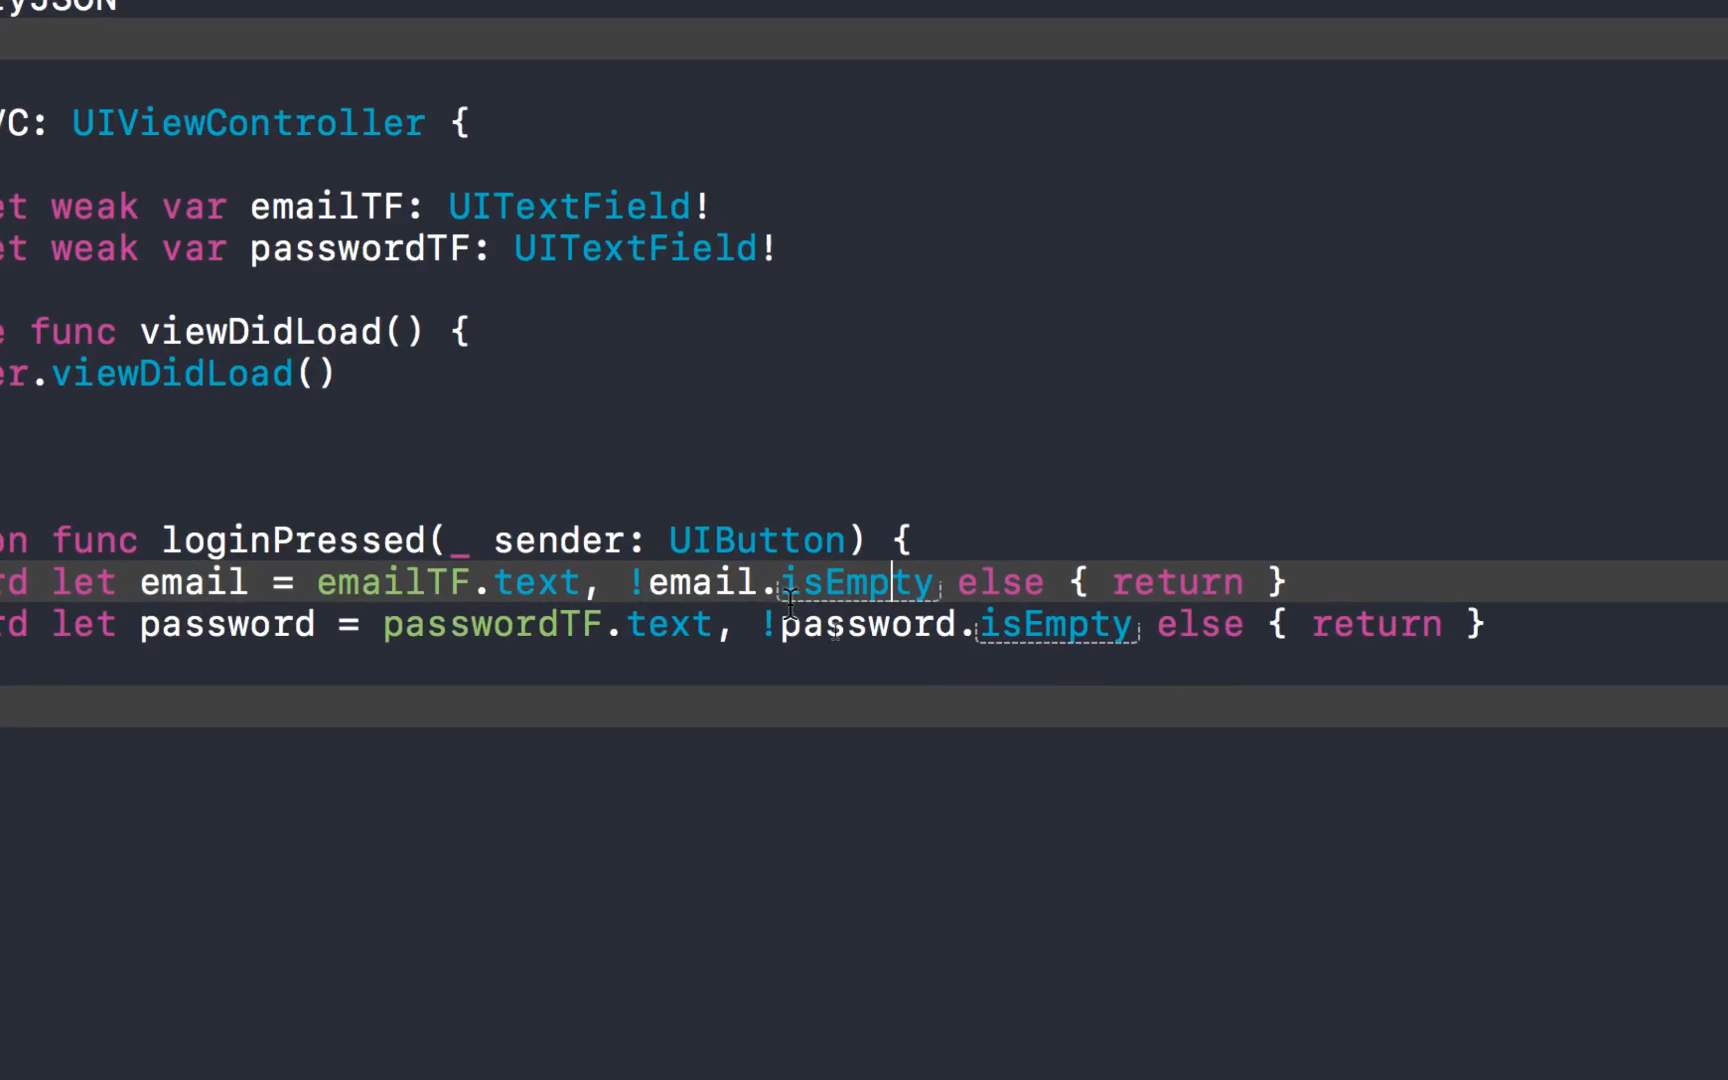 yJSON
VC: UIViewController {
et weak var emailTF: UITextField!
et weak var passwordTF: UITextField!
e func viewDidLoad() {
er.viewDidLoad()
on func loginPressed(_ sender: UIButton) {
rd let email = emailTF.text, !email.isEmpty else { return }
rd let password = passwordTF.text, !password.isEmpty else { return }